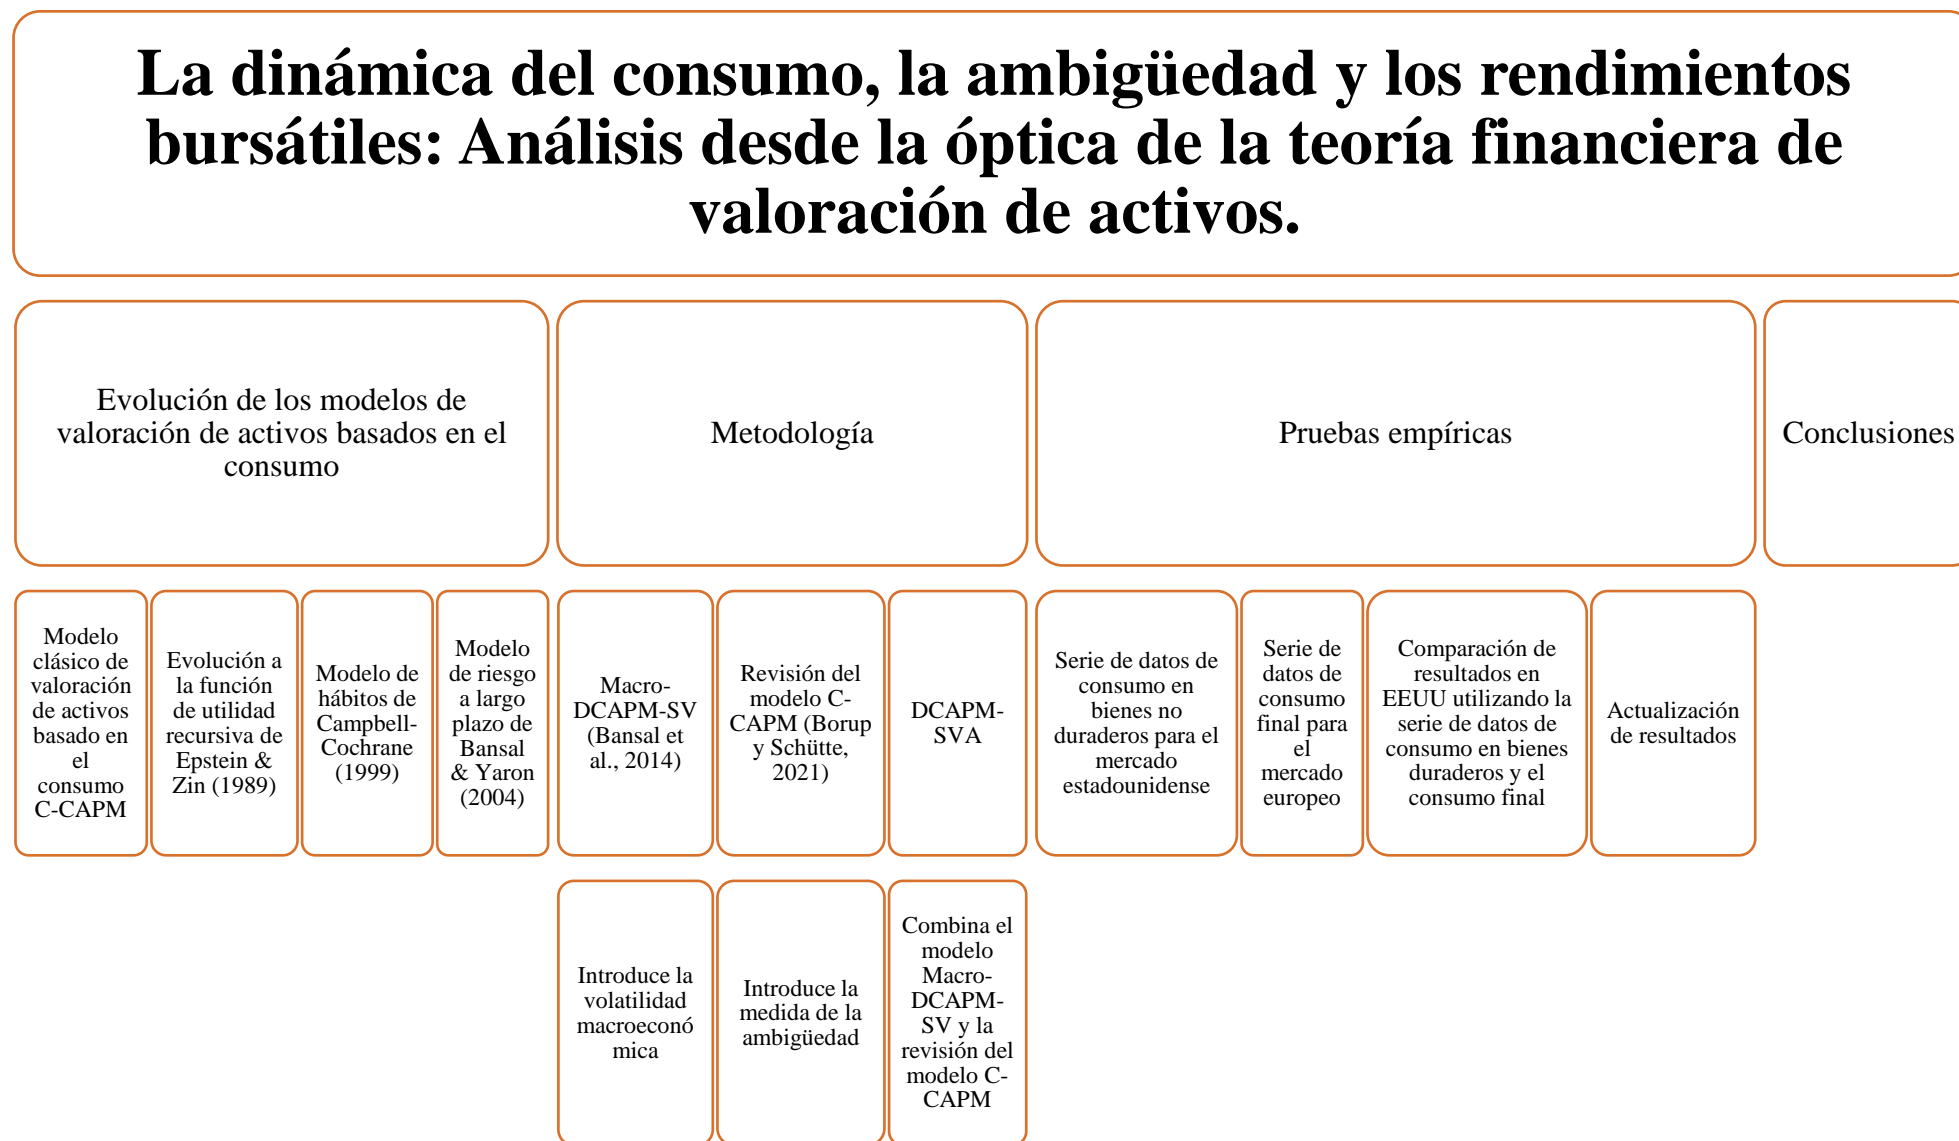 La dinámica del consumo, la ambigüedad y los rendimientos
bursátiles: Análisis desde la óptica de la teoría financiera de
valoración de activos.
Evolución de los modelos de
valoración de activos basados en el
consumo
Metodología
Pruebas empíricas
Conclusiones
Modelo
clásico de
valoración
de activos
basado en
el
consumo
C-CAPM
Evolución a
la función
de utilidad
recursiva de
Epstein &
Zin (1989)
Modelo de
hábitos de
Campbell-
Cochrane
(1999)
Modelo
de riesgo
a largo
plazo de
Bansal
& Yaron
(2004)
Macro-
DCAPM-SV
(Bansal et
al., 2014)
Revisión del
modelo C-
CAPM (Borup
y Schütte,
2021)
DCAPM-
SVA
Serie de datos de
consumo en
bienes no
duraderos para el
mercado
estadounidense
Serie de
datos de
consumo
final para
el
mercado
europeo
Comparación de
resultados en
EEUU utilizando la
serie de datos de
consumo en bienes
duraderos y el
consumo final
Actualización
de resultados
Introduce la
volatilidad
macroeconó
mica
Introduce la
medida de la
ambigüedad
Combina el
modelo
Macro-
DCAPM-
SV y la
revisión del
modelo C-
CAPM